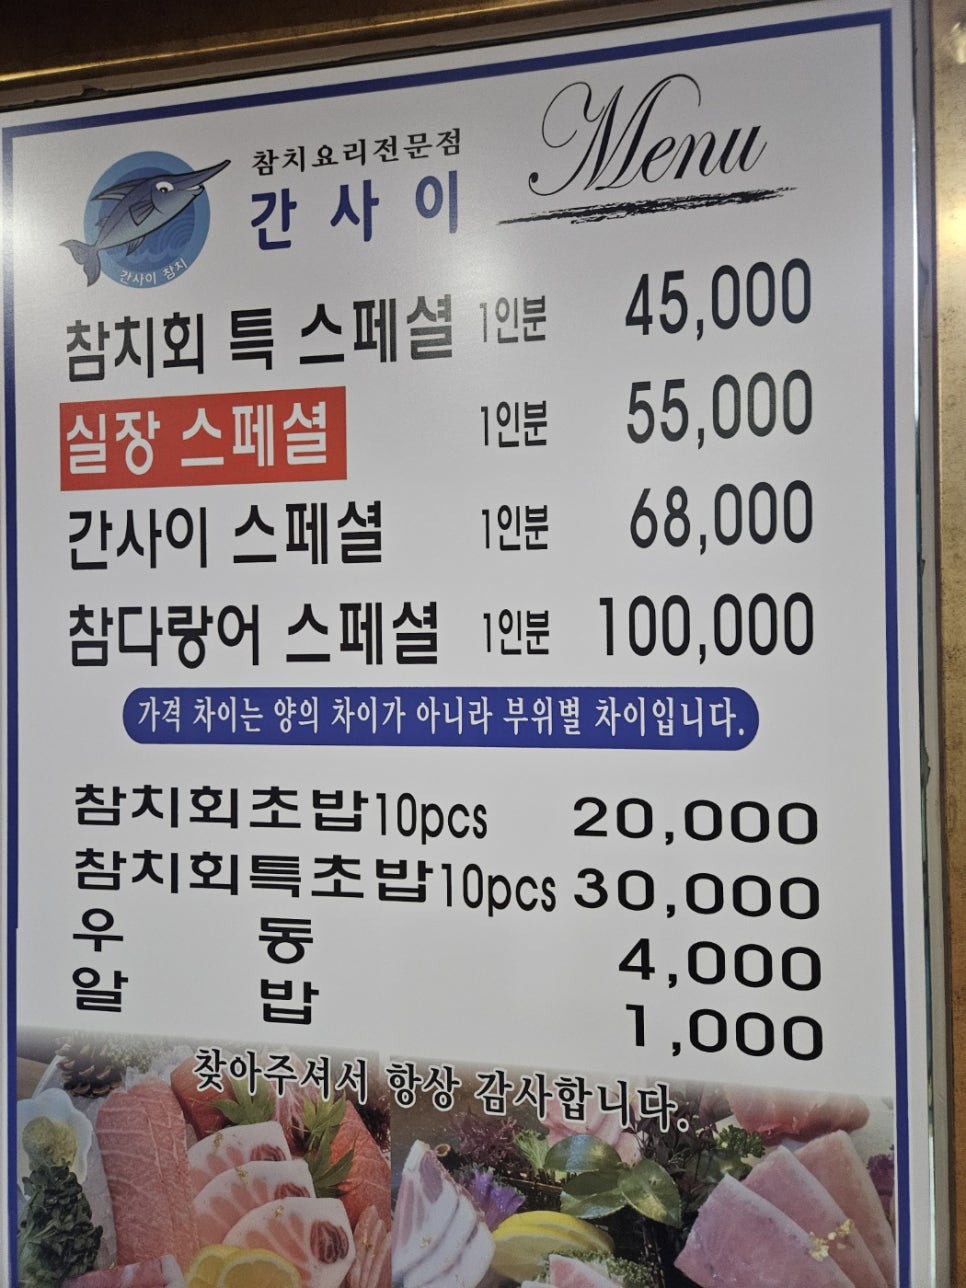 참치요리전문점
간사이
Menu
간사이 참치
참치회 특 스페셜 1인분 45,000
실장 스페셜 1인분 55,000
간사이 스페셜 1인분 68,000
참다랑어 스페셜 1인분 100,000
가격 차이는 양의 차이가 아니라 부위별 차이입니다.
참치회초밥10pcs 20,000
참치회특초밥10pcs 30,000
우 동 4,000
알 밥 1,000
찾아주셔서 항상 감사합니다.